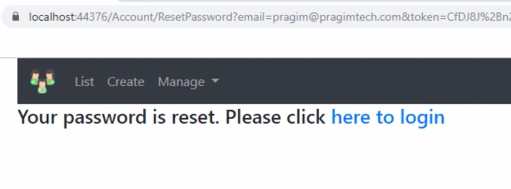 localhost:44376/Account/ResetPassword?email=pragim@pragimtech.com&token=CfDJ8J%2BnZ
List Create Manage
Your password is reset. Please click here to login